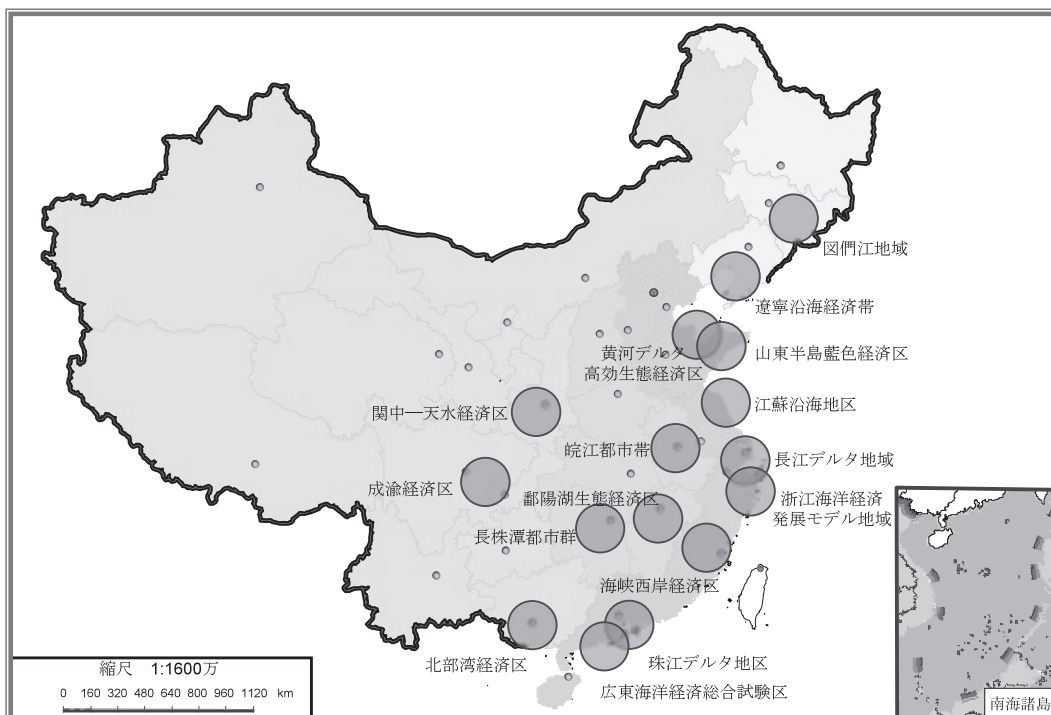 図們江地域
遼寧沿海経済帯
黄河デルタ
高効生態経済区
山東半島藍色経済区
江蘇沿海地区
関中—天水経済区
皖江都市帯
長江デルタ地域
成渝経済区
鄱陽湖生態経済区
浙江海洋経済
発展モデル地域
長株潭都市群
海峡西岸経済区
北部湾経済区
珠江デルタ地区
広東海洋経済総合試験区
縮尺 1:1600万
0 160 320 480 640 800 960 1120 km
南海諸島